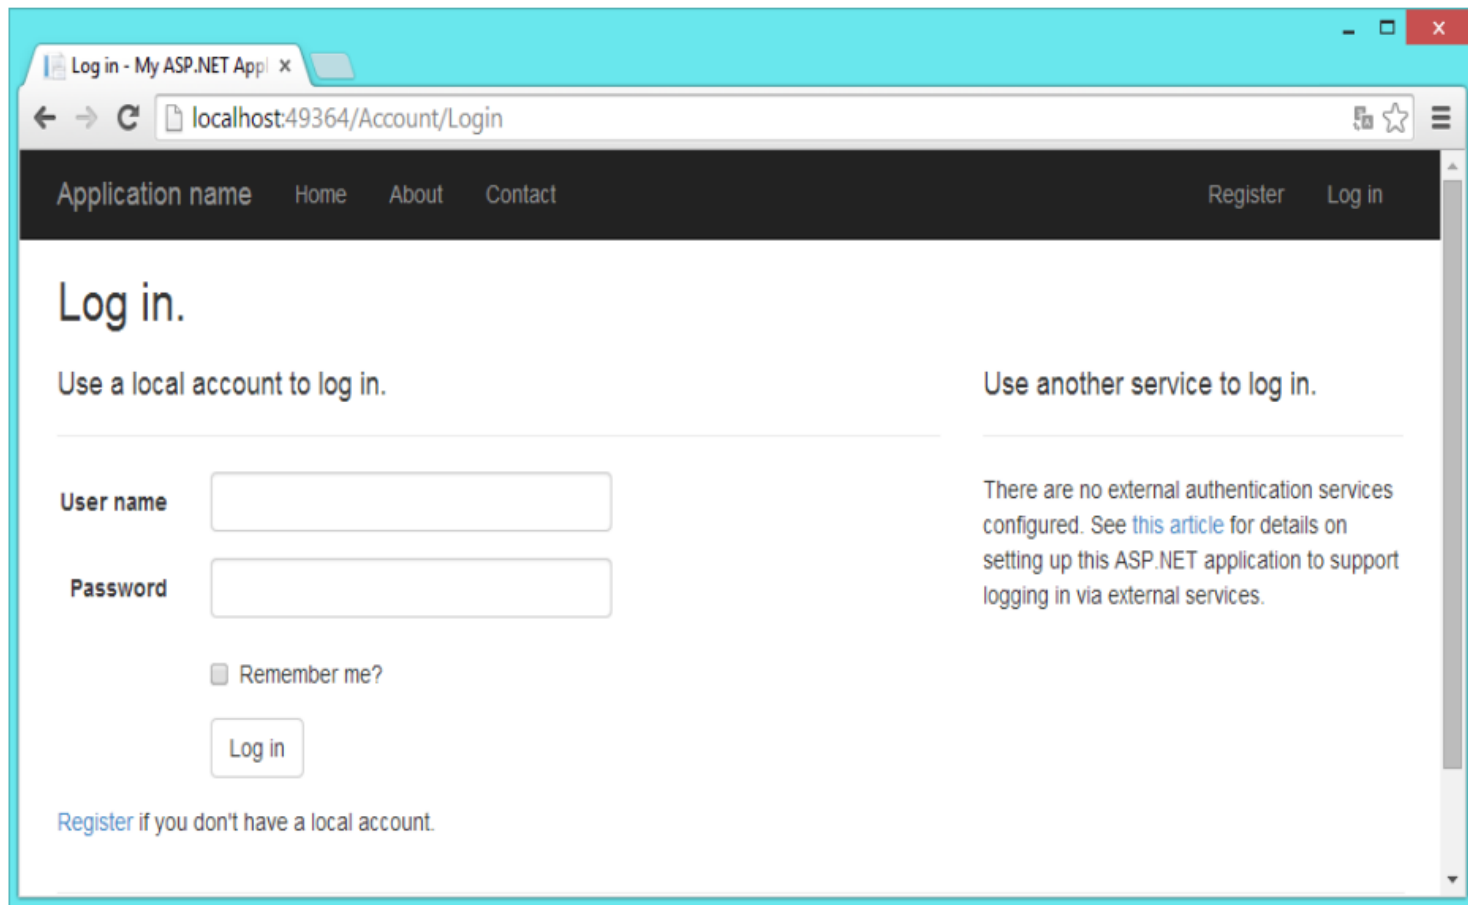 Log in - My ASP.NET Appl
localhost:49364/Account/Login
Application name Home About Contact Register Log in
Log in.
Use a local account to log in.
Use another service to log in.
User name
Password
Remember me?
Log in
Register if you don't have a local account.
There are no external authentication services
configured. See this article for details on
setting up this ASP.NET application to support
logging in via external services.